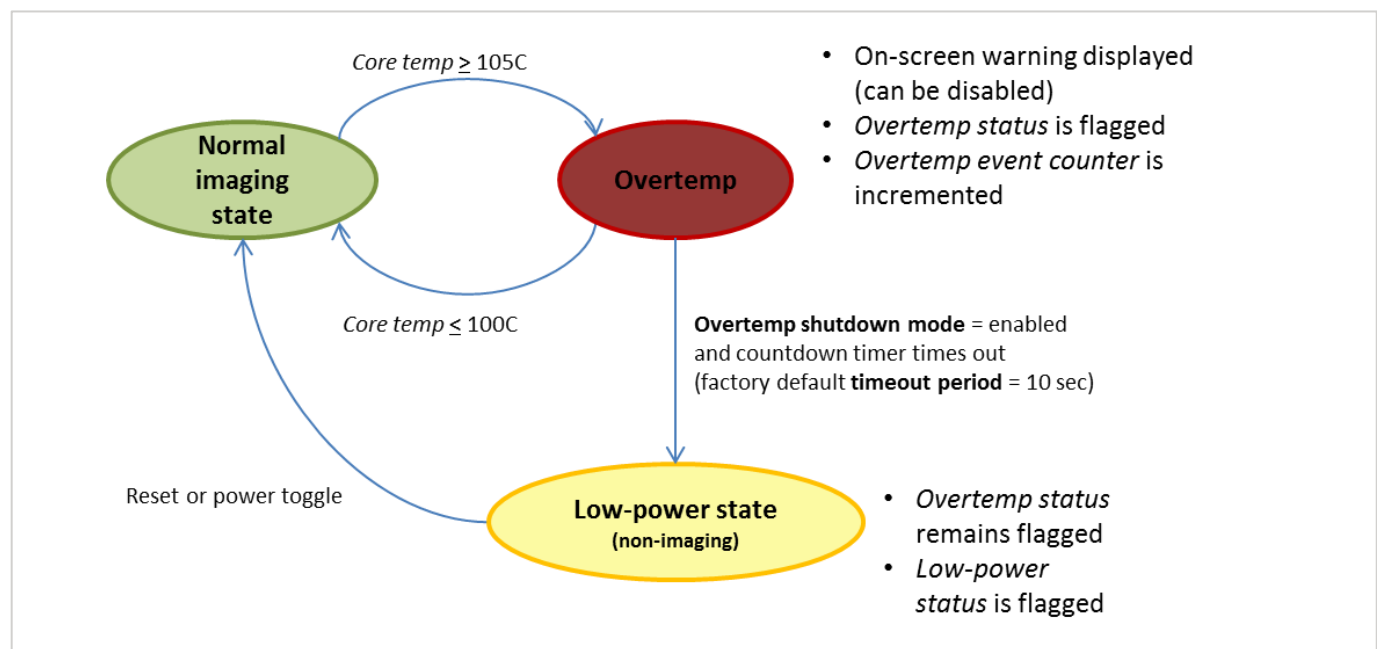 Core temp ≥ 105C
• On-screen warning displayed
(can be disabled)
• Overtemp status is flagged
• Overtemp event counter is
incremented
Normal
imaging
state
Overtemp
Core temp ≤ 100C
Overtemp shutdown mode = enabled
and countdown timer times out
(factory default timeout period = 10 sec)
Reset or power toggle
Low-power state
(non-imaging)
• Overtemp status
remains flagged
• Low-power
status is flagged